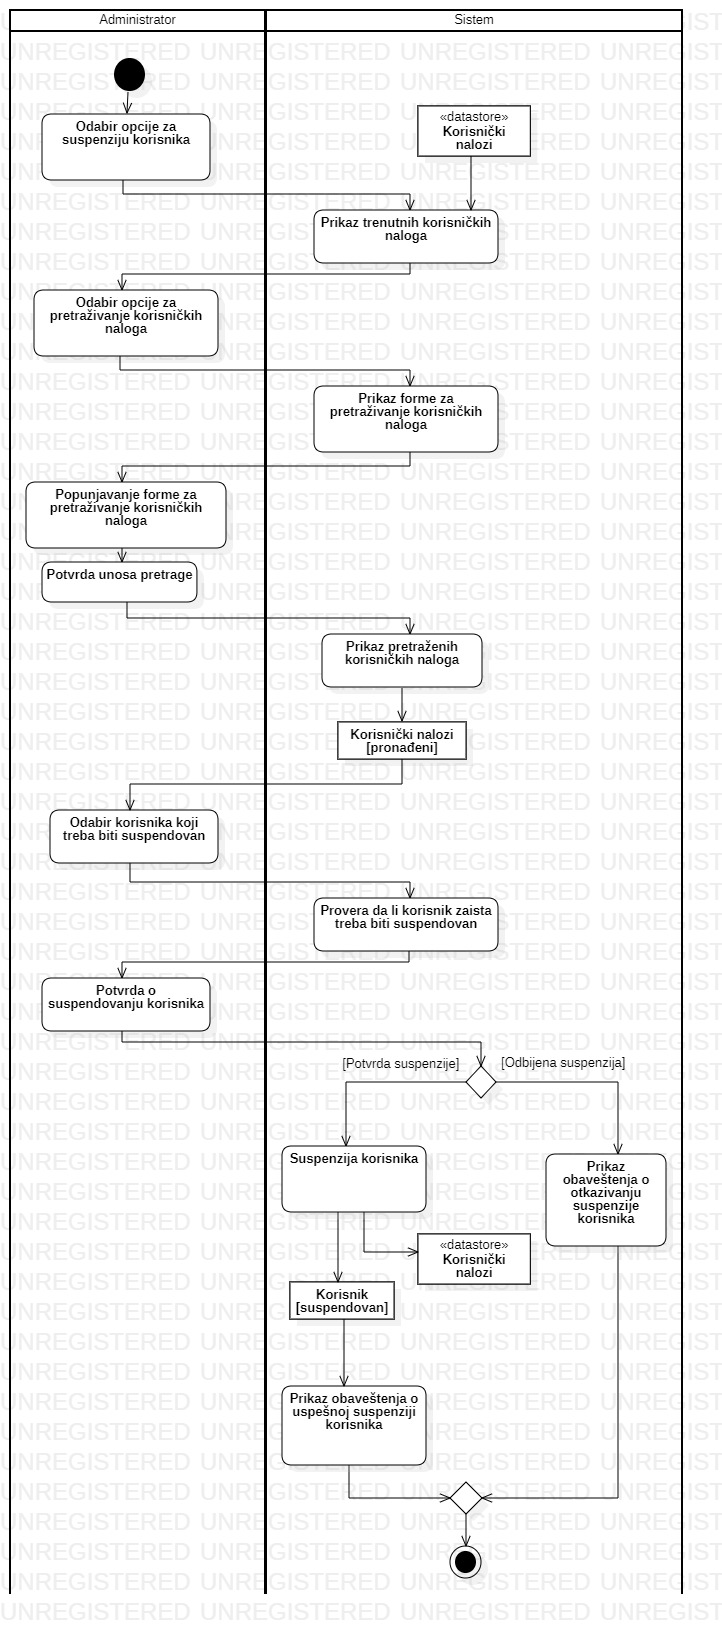 Administrator
Sistem
Odabir opcije za
suspenziju korisnika
«datastore»
Korisnički
nalozi
Prikaz trenutnih korisničkih
naloga
Odabir opcije za
pretraživanje korisničkih
naloga
Prikaz forme za
pretraživanje korisničkih
naloga
Popunjavanje forme za
pretraživanje korisničkih
naloga
Potvrda unosa pretrage
Prikaz pretraženih
korisničkih naloga
Korisnički nalozi
[pronađeni]
Odabir korisnika koji
treba biti suspendovan
Provera da li korisnik zaista
treba biti suspendovan
Potvrda o
suspendovanju korisnika
[Potvrda suspenzije]
[Odbijena suspenzija]
Suspenzija korisnika
Prikaz
obaveštenja o
otkazivanju
suspenzije
korisnika
«datastore»
Korisnički
nalozi
Korisnik
[suspendovan]
Prikaz obaveštenja o
uspešnoj suspenziji
korisnika
UNREGISTERED